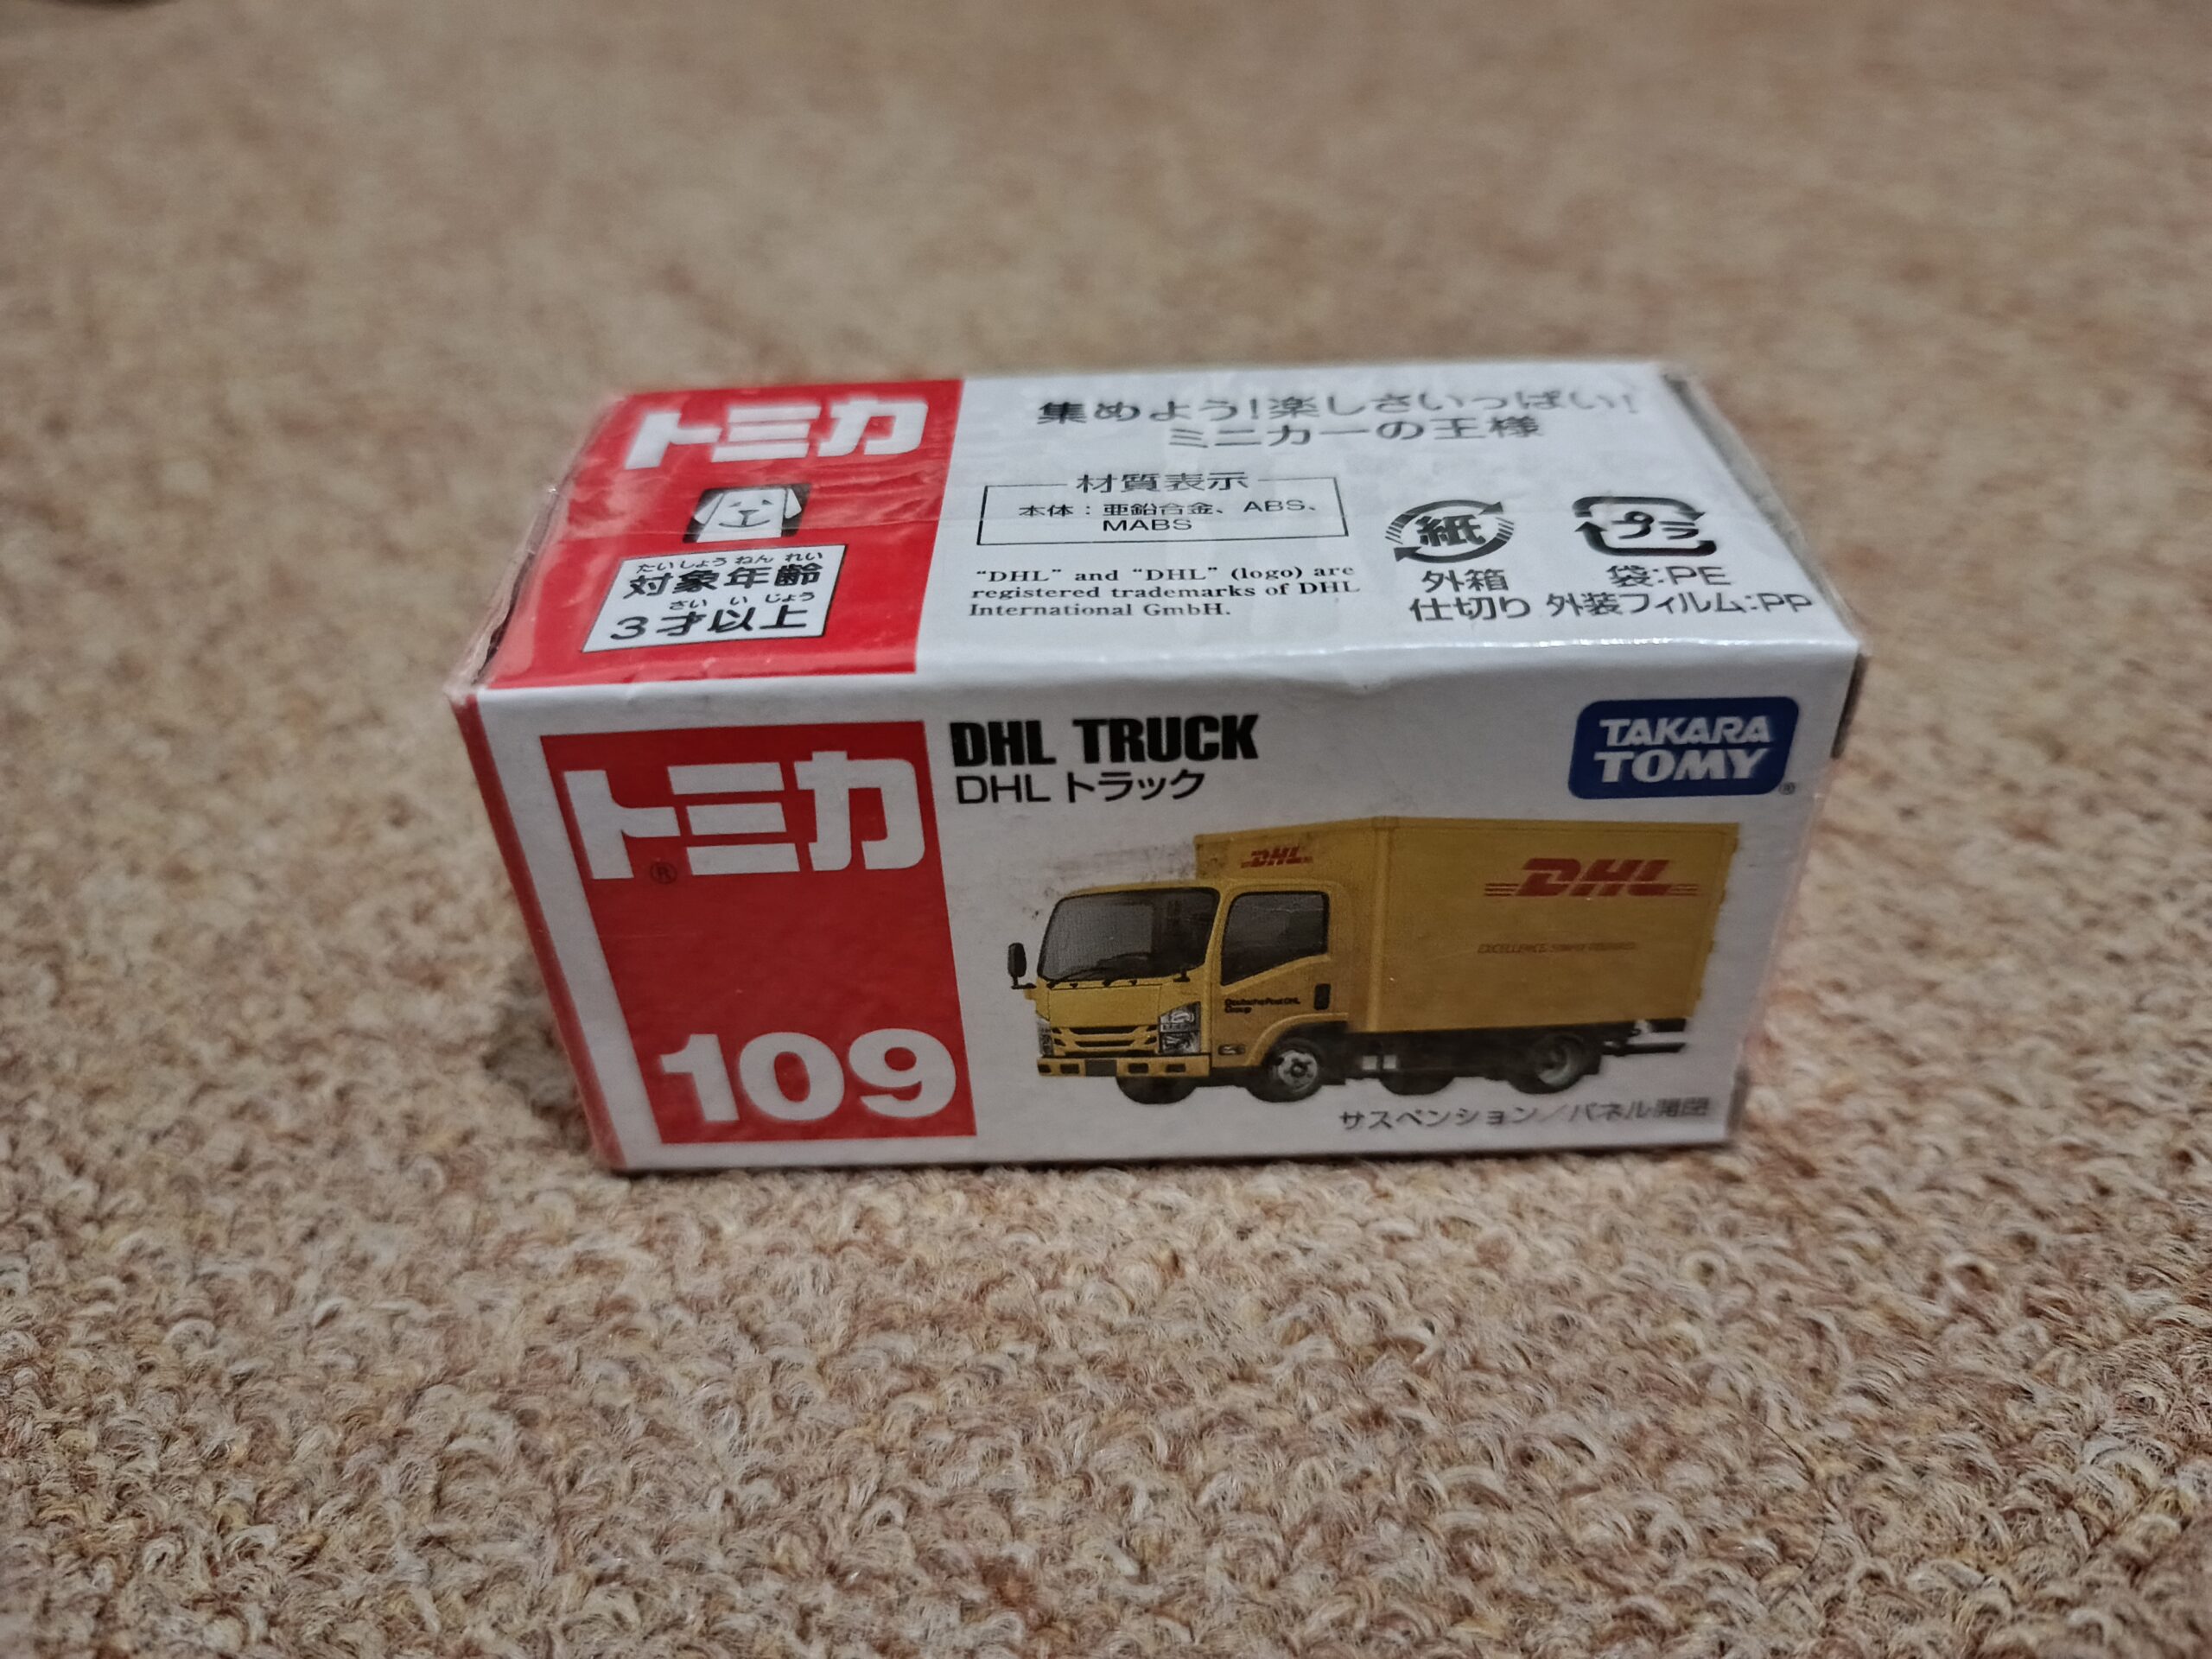 トミカ
たいしょうねんれい
対象年齢
さいいじょう
3才以上
集めよう!楽しさいっぱい!
ミニカーの王様
材質表示
本体:亜鉛合金、ABS、
MABS
"DHL" and "DHL" (logo) are
registered trademarks of DHL
International GmbH.
紙
外箱
仕切り
プラ
袋:PE
外装フィルム:PP
トミカ
®
109
DHL TRUCK
DHL トラック
TAKARA
TOMY
®
DHL
DHL
EXCELLENCE.
Deutsche Post DHL
Group
サスペンション/パネル開閉